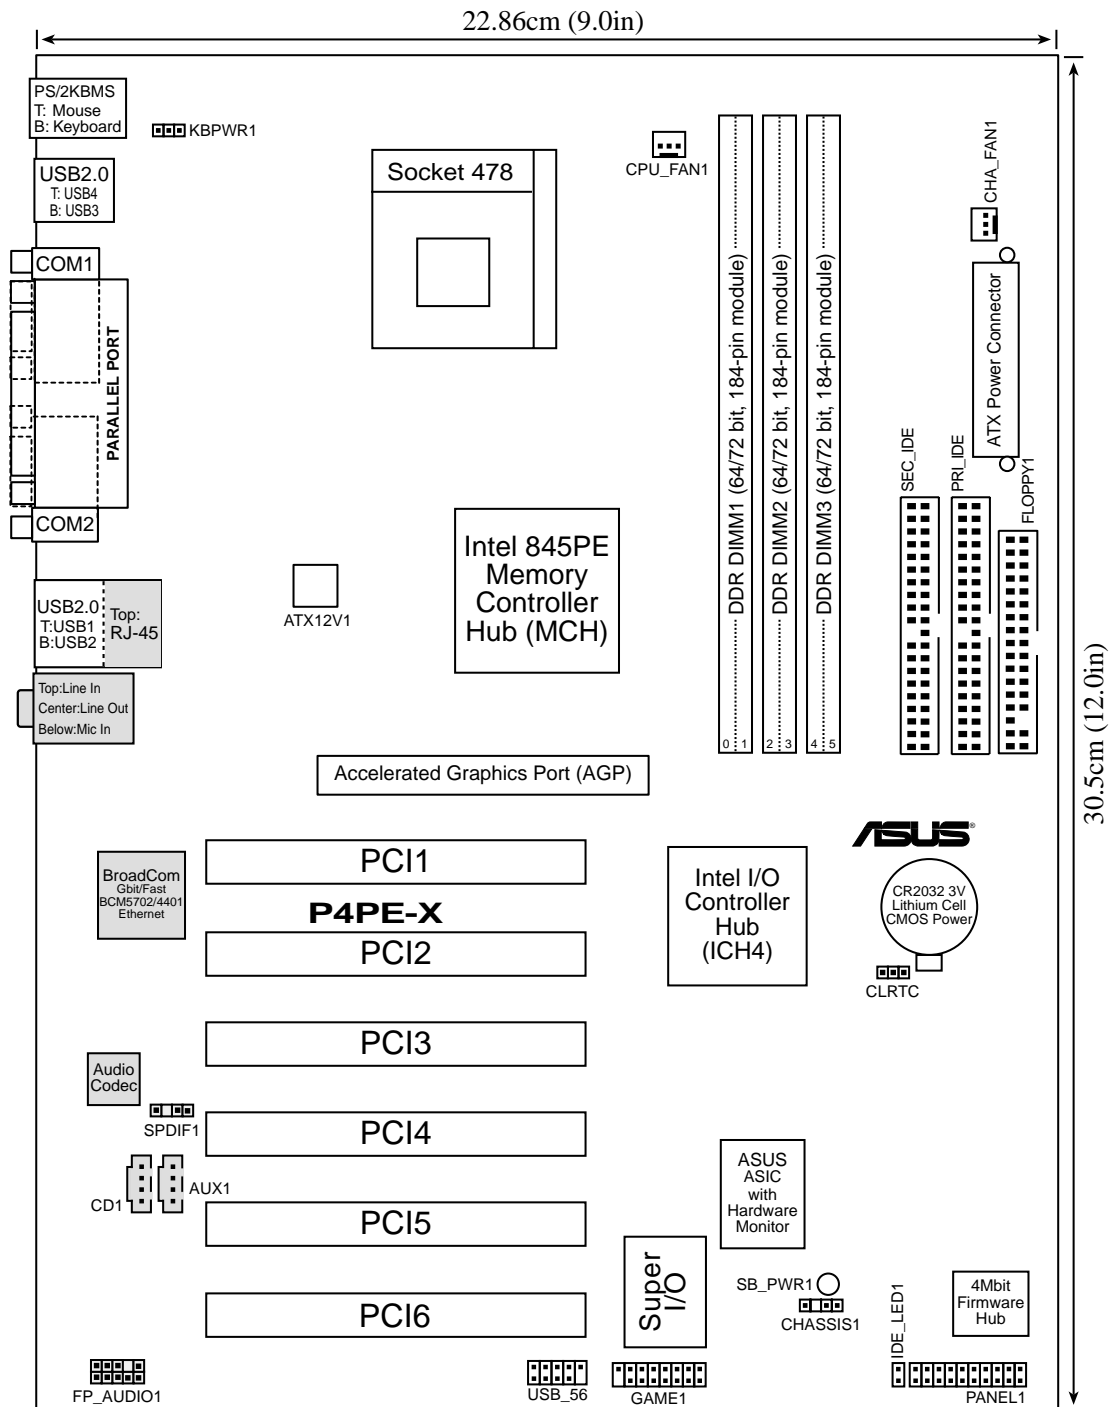 22.86cm (9.0in)
PS/2KBMS
T: Mouse
B: Keyboard
KBPWR1
USB2.0
T: USB4
B: USB3
Socket 478
CPU_FAN1
CHA_FAN1
COM1
PARALLEL PORT
COM2
ATX Power Connector
DDR DIMM1 (64/72 bit, 184-pin module)
DDR DIMM2 (64/72 bit, 184-pin module)
DDR DIMM3 (64/72 bit, 184-pin module)
SEC_IDE
PRI_IDE
FLOPPY1
Intel 845PE
Memory
Controller
Hub (MCH)
ATX12V1
USB2.0
T:USB1
B:USB2
Top:
RJ-45
Top:Line In
Center:Line Out
Below:Mic In
0 1
2 3
4 5
30.5cm (12.0in)
Accelerated Graphics Port (AGP)
ASUS®
PCI1
BroadCom
Gbit/Fast
BCM5702/4401
Ethernet
P4PE-X
PCI2
Intel I/O
Controller
Hub
(ICH4)
CR2032 3V
Lithium Cell
CMOS Power
CLRTC
PCI3
Audio
Codec
SPDIF1
PCI4
CD1
AUX1
ASUS
ASIC
with
Hardware
Monitor
PCI5
Super
I/O
SB_PWR1
CHASSIS1
PCI6
IDE_LED1
4Mbit
Firmware
Hub
FP_AUDIO1
USB_56
GAME1
PANEL1